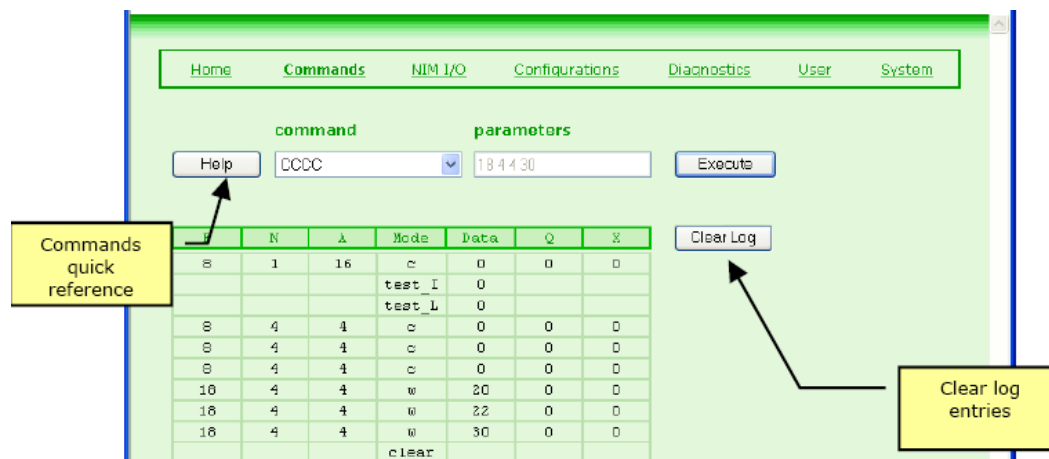 Home Commands NIM I/O Configurations Diagnostics User System
command parameters
Help CCCC 18 4 4 30 Execute
Commands quick reference
N A Mode Data Q X Clear Log
8 1 16 c 0 0 0
test_I 0
test_L 0
8 4 4 c 0 0 0
8 4 4 c 0 0 0
8 4 4 c 0 0 0
18 4 4 w 20 0 0
18 4 4 w 22 0 0
18 4 4 w 30 0 0
clear
Clear log entries